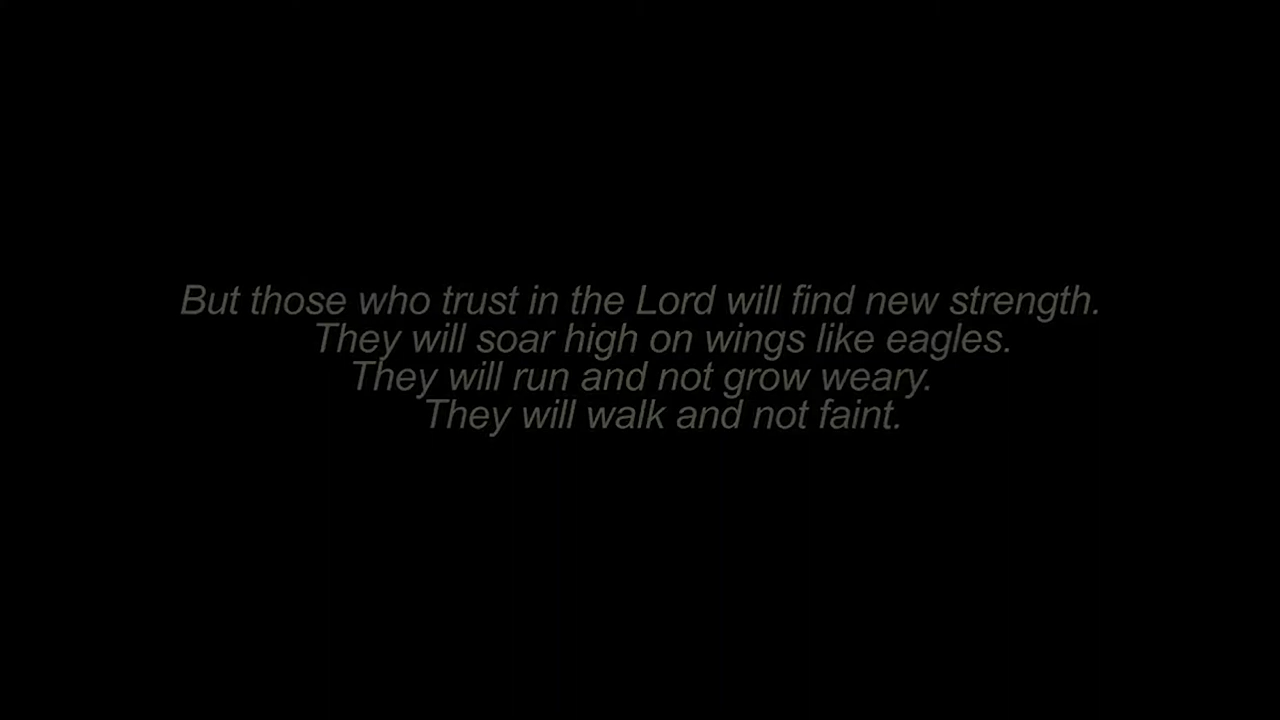 But those who trust in the Lord will find new strength.
They will soar high on wings like eagles.
They will run and not grow weary.
They will walk and not faint.